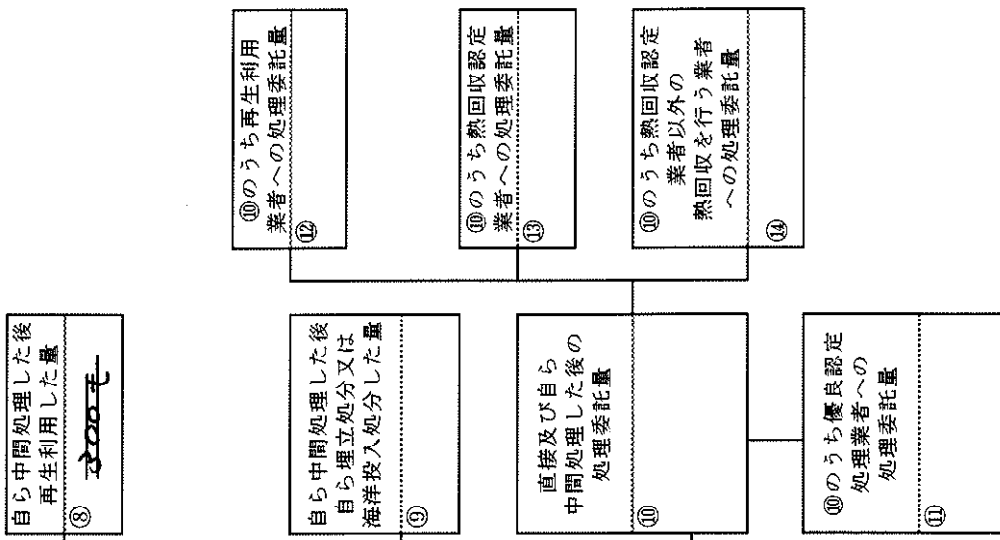 自ら中間処理した後
再生利用した量
⑧
300t
自ら中間処理した後
自ら埋立処分又は
海洋投入処分した量
⑨
直接及び自ら
中間処理した後の
処理委託量
⑩
⑩のうち優良認定
処理業者への
処理委託量
⑪
⑩のうち再生利用
業者への処理委託量
⑫
⑩のうち熱回収認定
業者への処理委託量
⑬
⑩のうち熱回収認定
業者以外の
熱回収を行う業者
への処理委託量
⑭